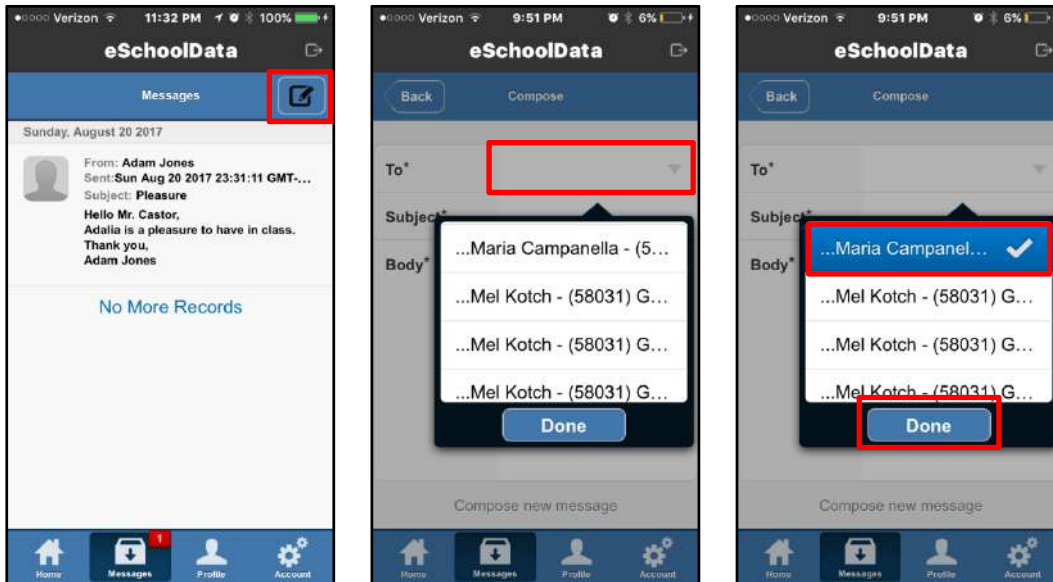 ●oooo Verizon 11:32 PM 100%
eSchoolData
Messages
Sunday, August 20 2017
From: Adam Jones
Sent:Sun Aug 20 2017 23:31:11 GMT-...
Subject: Pleasure
Hello Mr. Castor,
Adalia is a pleasure to have in class.
Thank you,
Adam Jones
No More Records
1
Home Messages Profile Account
●oooo Verizon 9:51 PM 6%
eSchoolData
Back Compose
To*
Subject*
Body*
...Maria Campanella - (5...
...Mel Kotch - (58031) G...
...Mel Kotch - (58031) G...
...Mel Kotch - (58031) G...
Done
Compose new message
Home Messages Profile Account
●oooo Verizon 9:51 PM 6%
eSchoolData
Back Compose
To*
Subject*
Body*
...Maria Campanel...
...Mel Kotch - (58031) G...
...Mel Kotch - (58031) G...
...Mel Kotch - (58031) G...
Done
Compose new message
Home Messages Profile Account